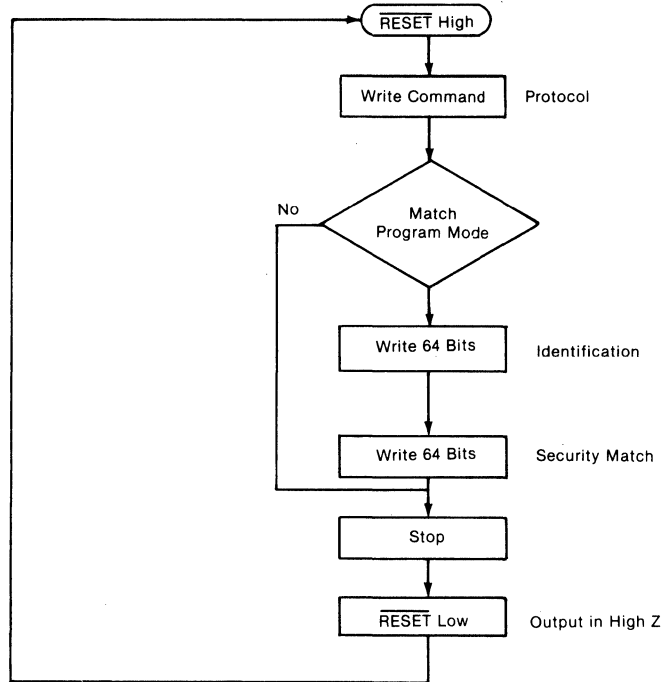 RESET High
Write Command
Protocol
No
Match
Program Mode
Write 64 Bits
Identification
Write 64 Bits
Security Match
Stop
RESET Low
Output in High Z